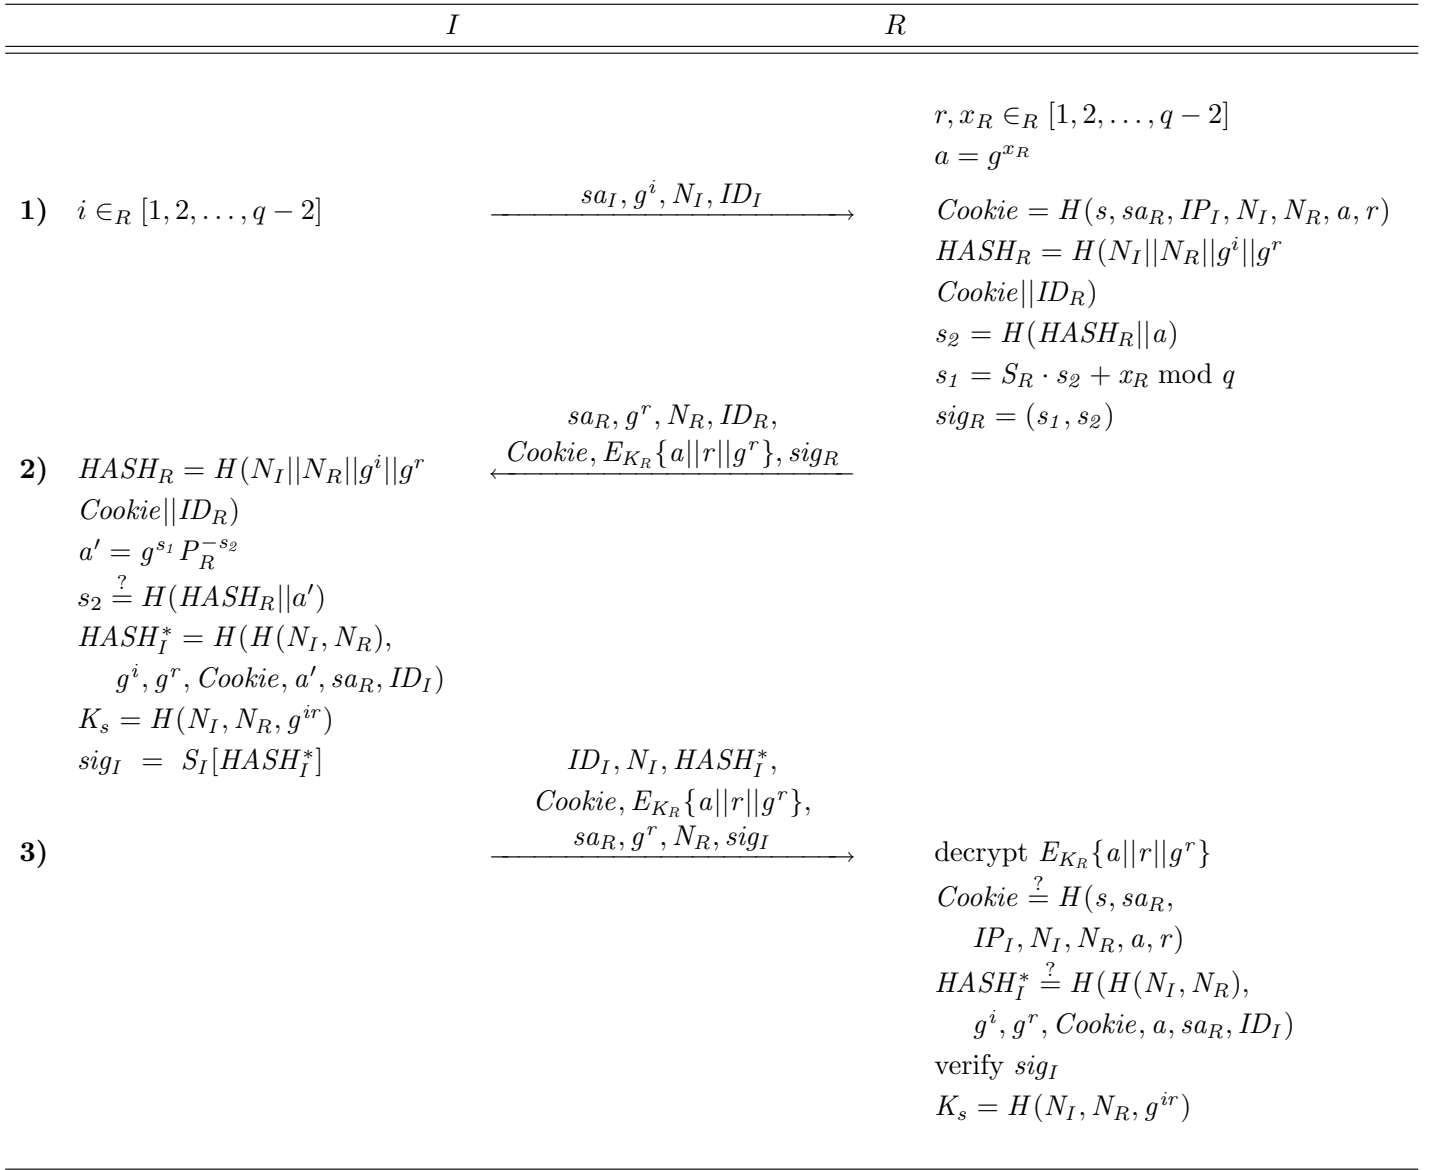 I R
r, x_R ∈_R [1, 2, …, q − 2]
a = g^{x_R}
1) i ∈_R [1, 2, …, q − 2] sa_I, g^i, N_I, ID_I Cookie = H(s, sa_R, IP_I, N_I, N_R, a, r)
HASH_R = H(N_I||N_R||g^i||g^r
Cookie||ID_R)
s_2 = H(HASH_R||a)
s_1 = S_R · s_2 + x_R mod q
sa_R, g^r, N_R, ID_R, sig_R = (s_1, s_2)
Cookie, E_{K_R}{a||r||g^r}, sig_R
2) HASH_R = H(N_I||N_R||g^i||g^r
Cookie||ID_R)
a′ = g^{s_1} P_R^{−s_2}
s_2 ≟ H(HASH_R||a′)
HASH_I^* = H(H(N_I, N_R),
g^i, g^r, Cookie, a′, sa_R, ID_I)
K_s = H(N_I, N_R, g^{ir})
sig_I = S_I[HASH_I^*] ID_I, N_I, HASH_I^*,
Cookie, E_{K_R}{a||r||g^r},
sa_R, g^r, N_R, sig_I
3) decrypt E_{K_R}{a||r||g^r}
Cookie ≟ H(s, sa_R,
IP_I, N_I, N_R, a, r)
HASH_I^* ≟ H(H(N_I, N_R),
g^i, g^r, Cookie, a, sa_R, ID_I)
verify sig_I
K_s = H(N_I, N_R, g^{ir})